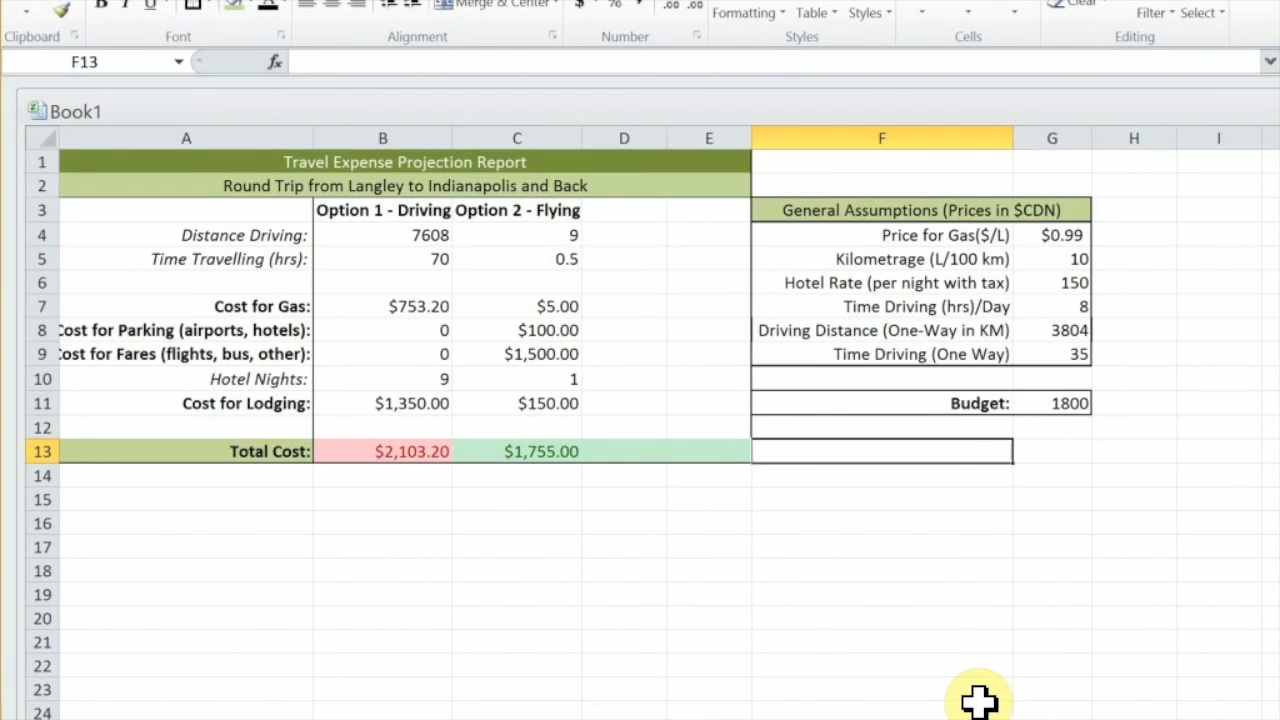 B I U Merge & Center $ % , .00 .00 Clear
Formatting Table Styles Filter Select
Clipboard Font Alignment Number Styles Cells Editing
F13 fx
Book1
A B C D E F G H I
1 Travel Expense Projection Report
2 Round Trip from Langley to Indianapolis and Back
3 Option 1 - Driving Option 2 - Flying General Assumptions (Prices in $CDN)
4 Distance Driving: 7608 9 Price for Gas($/L) $0.99
5 Time Travelling (hrs): 70 0.5 Kilometrage (L/100 km) 10
6 Hotel Rate (per night with tax) 150
7 Cost for Gas: $753.20 $5.00 Time Driving (hrs)/Day 8
8 Cost for Parking (airports, hotels): 0 $100.00 Driving Distance (One-Way in KM) 3804
9 Cost for Fares (flights, bus, other): 0 $1,500.00 Time Driving (One Way) 35
10 Hotel Nights: 9 1
11 Cost for Lodging: $1,350.00 $150.00 Budget: 1800
12
13 Total Cost: $2,103.20 $1,755.00
14
15
16
17
18
19
20
21
22
23
24